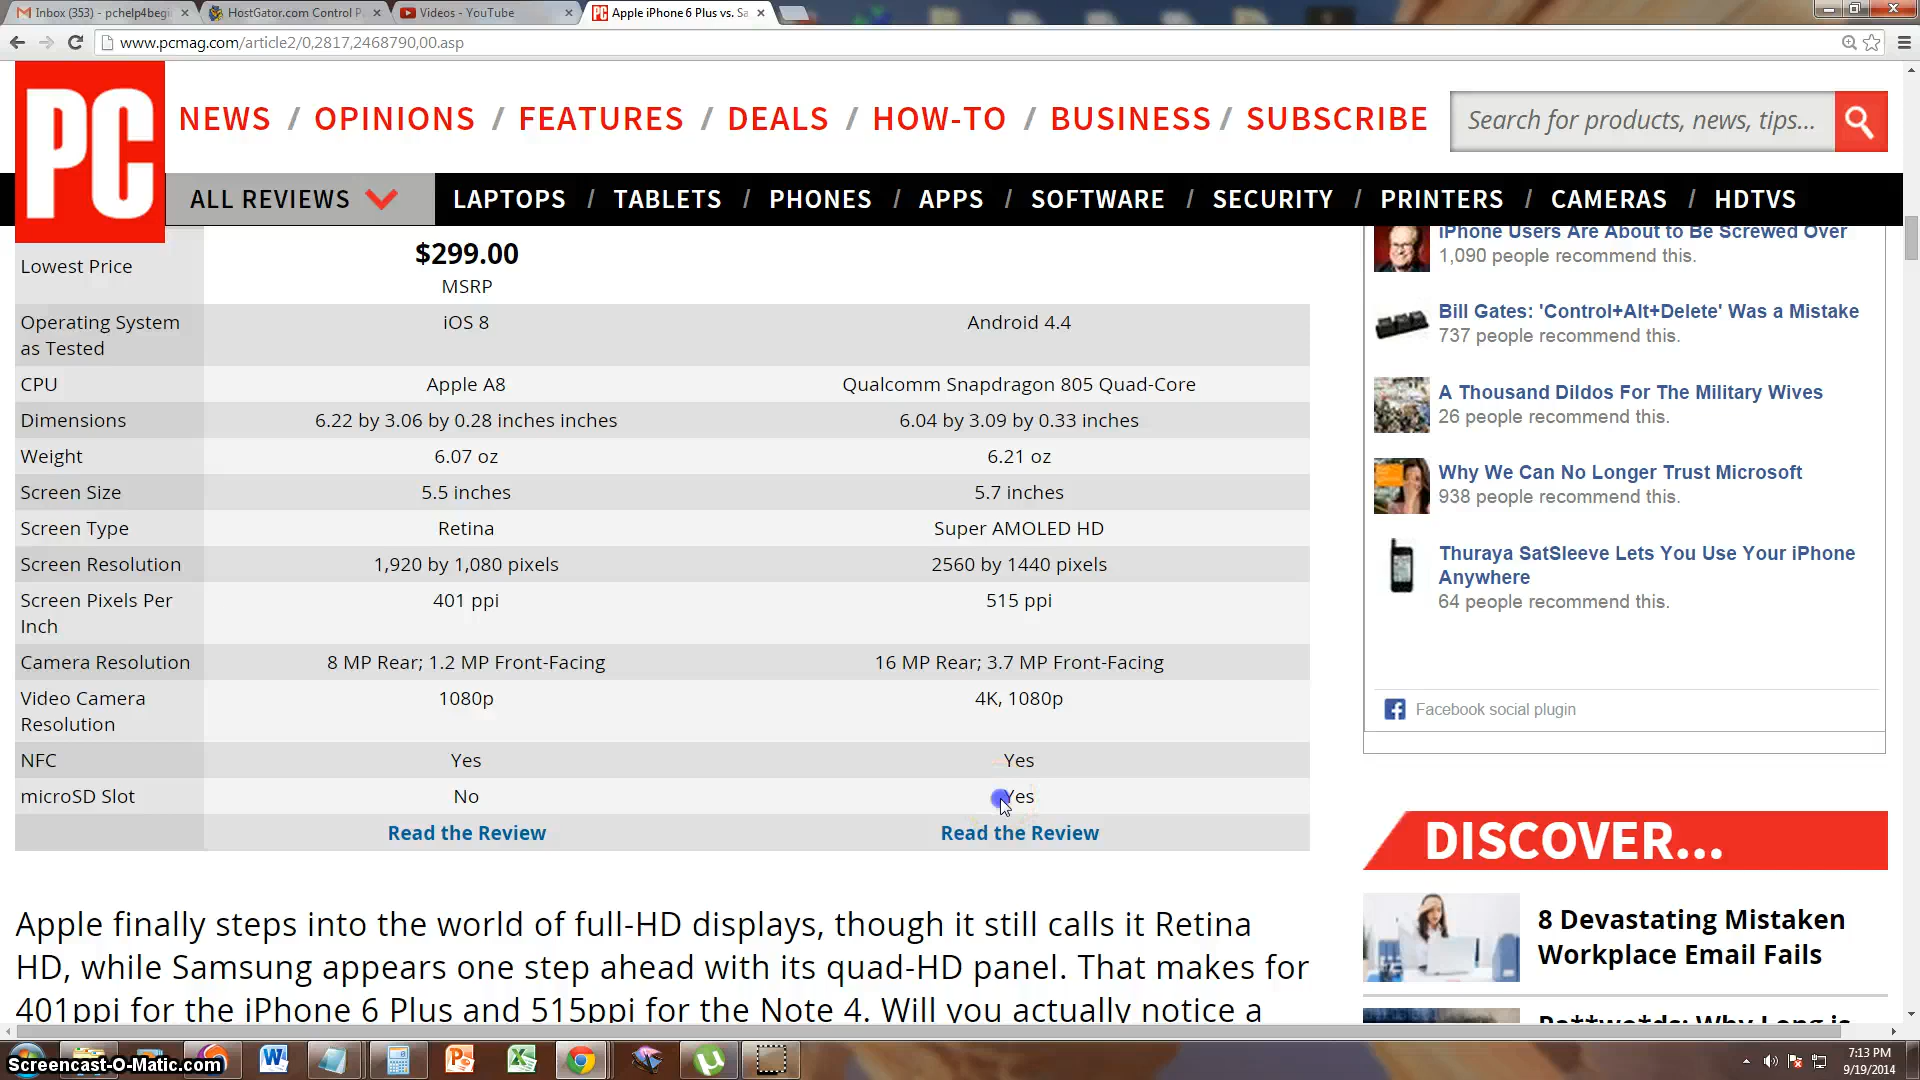 Inbox (353) - pchelp4begi
HostGator.com Control P
Videos - YouTube
Apple iPhone 6 Plus vs. Sa
www.pcmag.com/article2/0,2817,2468790,00.asp
PC
NEWS / OPINIONS / FEATURES / DEALS / HOW-TO / BUSINESS / SUBSCRIBE
Search for products, news, tips...
ALL REVIEWS
LAPTOPS / TABLETS / PHONES / APPS / SOFTWARE / SECURITY / PRINTERS / CAMERAS / HDTVS
Lowest Price
$299.00
MSRP
Operating System as Tested
iOS 8
Android 4.4
CPU
Apple A8
Qualcomm Snapdragon 805 Quad-Core
Dimensions
6.22 by 3.06 by 0.28 inches inches
6.04 by 3.09 by 0.33 inches
Weight
6.07 oz
6.21 oz
Screen Size
5.5 inches
5.7 inches
Screen Type
Retina
Super AMOLED HD
Screen Resolution
1,920 by 1,080 pixels
2560 by 1440 pixels
Screen Pixels Per Inch
401 ppi
515 ppi
Camera Resolution
8 MP Rear; 1.2 MP Front-Facing
16 MP Rear; 3.7 MP Front-Facing
Video Camera Resolution
1080p
4K, 1080p
NFC
Yes
Yes
microSD Slot
No
Yes
Read the Review
Read the Review
Apple finally steps into the world of full-HD displays, though it still calls it Retina
HD, while Samsung appears one step ahead with its quad-HD panel. That makes for
401ppi for the iPhone 6 Plus and 515ppi for the Note 4. Will you actually notice a
iPhone Users Are About to Be Screwed Over
1,090 people recommend this.
Bill Gates: 'Control+Alt+Delete' Was a Mistake
737 people recommend this.
A Thousand Dildos For The Military Wives
26 people recommend this.
Why We Can No Longer Trust Microsoft
938 people recommend this.
Thuraya SatSleeve Lets You Use Your iPhone
Anywhere
64 people recommend this.
Facebook social plugin
DISCOVER...
8 Devastating Mistaken
Workplace Email Fails
Pa**wo*ds: Why Long is
Screencast-O-Matic.com
7:13 PM
9/19/2014